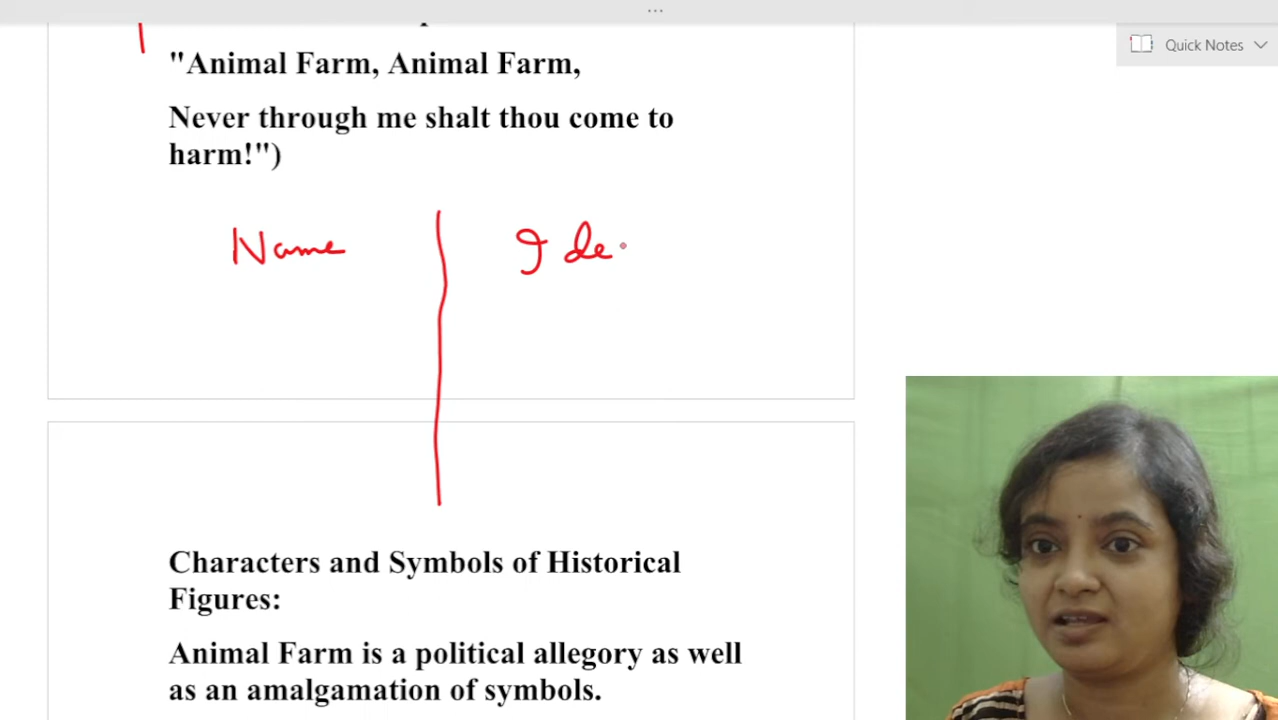 Quick Notes
"Animal Farm, Animal Farm,
Never through me shalt thou come to
harm!")
Name I de
Characters and Symbols of Historical
Figures:
Animal Farm is a political allegory as well
as an amalgamation of symbols.